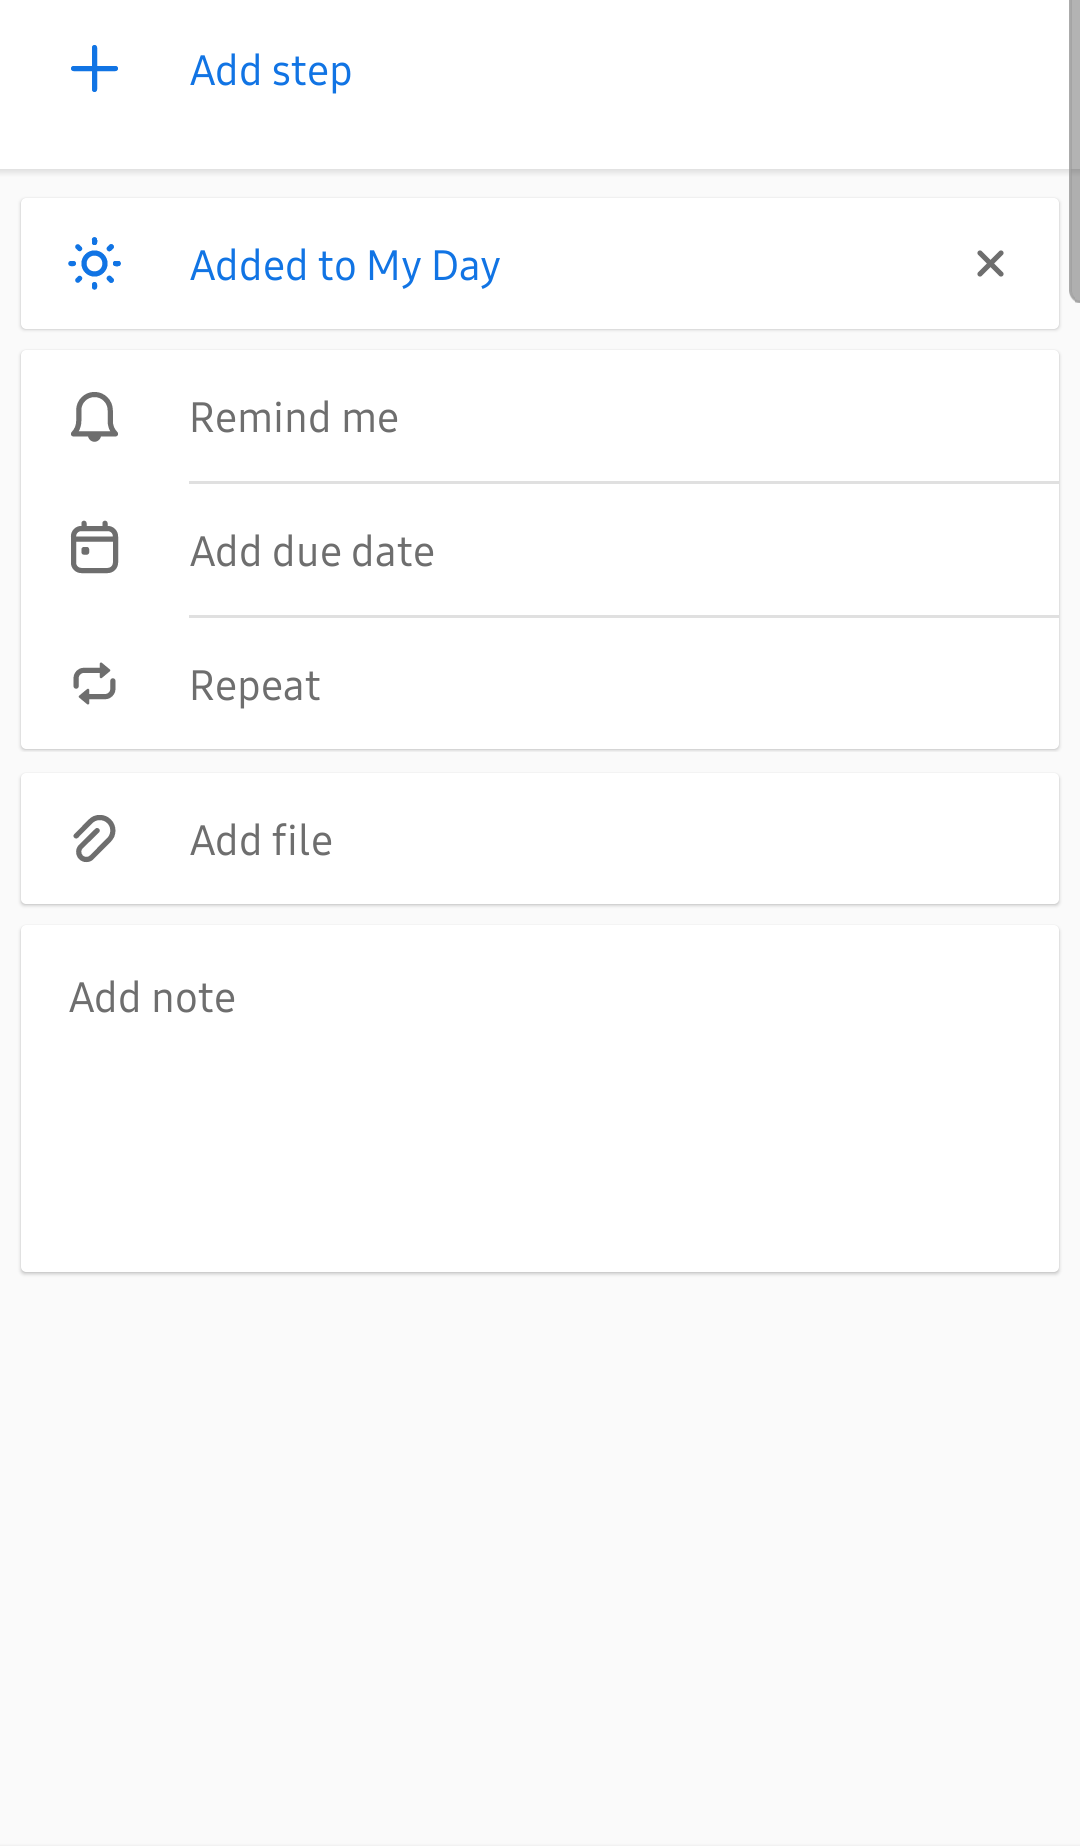 Add step
Added to My Day
Remind me
Add due date
Repeat
Add file
Add note